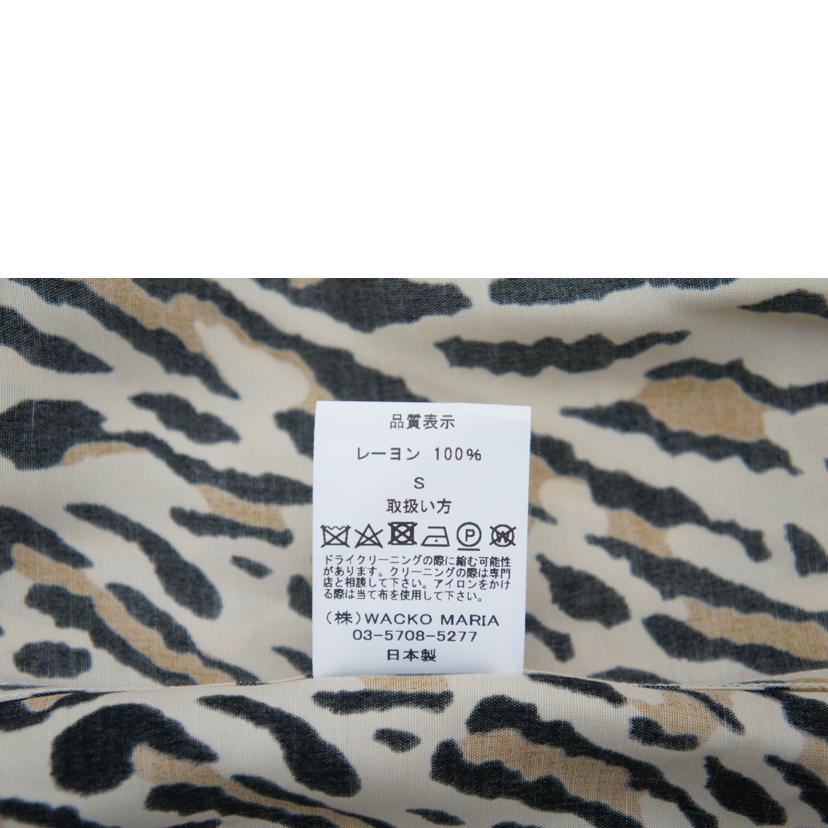 品質表示
レーヨン 100%
S
取扱い方
P W
ドライクリーニングの際に縮む可能性
があります。クリーニングの際は専門
店と相談して下さい。アイロンをかけ
る際は当て布を使用して下さい。
(株)WACKO MARIA
03-5708-5277
日本製